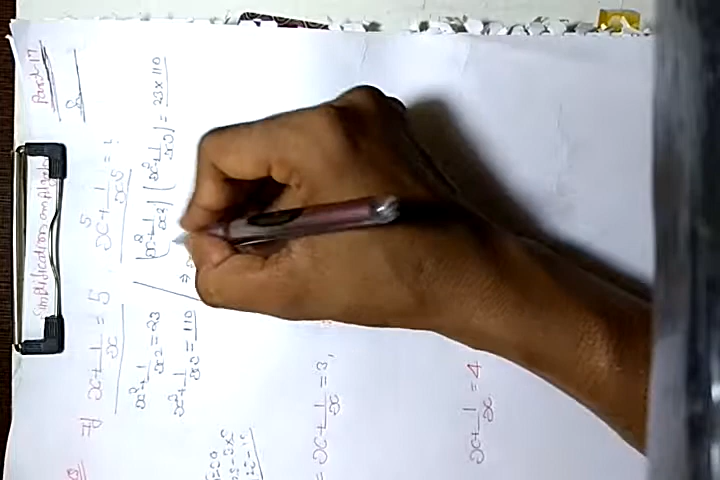 Part-17
Simplification on Algebra
⇒) x + 1/x = 5   x⁵ + 1/x⁵ = ?
x² + 1/x² = 23   (x² + 1/x²) (x³ + 1/x³) = 23 × 110
x³ + 1/x³ = 110   ⇒
= x + 1/x = 3,
x + 1/x = 4